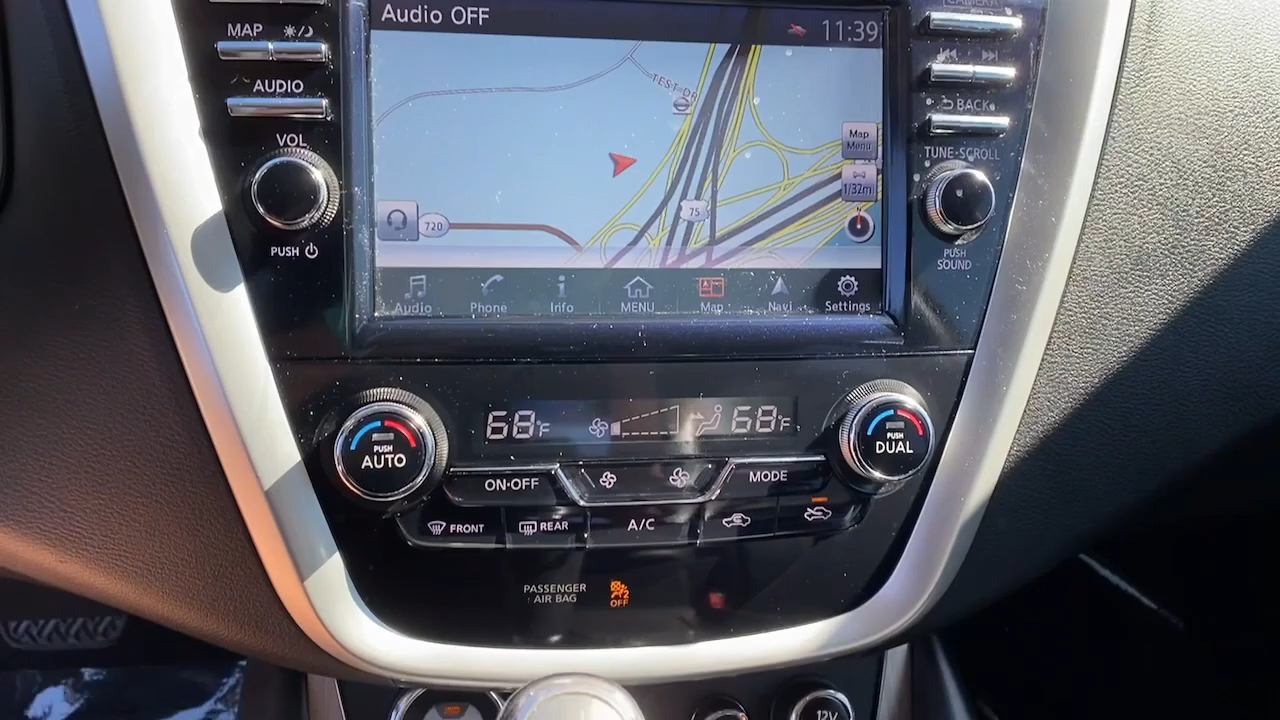 Audio OFF
11:39
MAP
AUDIO
VOL
PUSH
CAMERA
BACK
TUNE·SCROLL
PUSH
SOUND
TEST DR
Map
Menu
1/32mi
N
75
720
Audio
Phone
Info
MENU
Map
Navi
Settings
68°F
68°F
PUSH
AUTO
PUSH
DUAL
ON·OFF
MODE
FRONT
REAR
A/C
PASSENGER
AIR BAG
2
OFF
12V